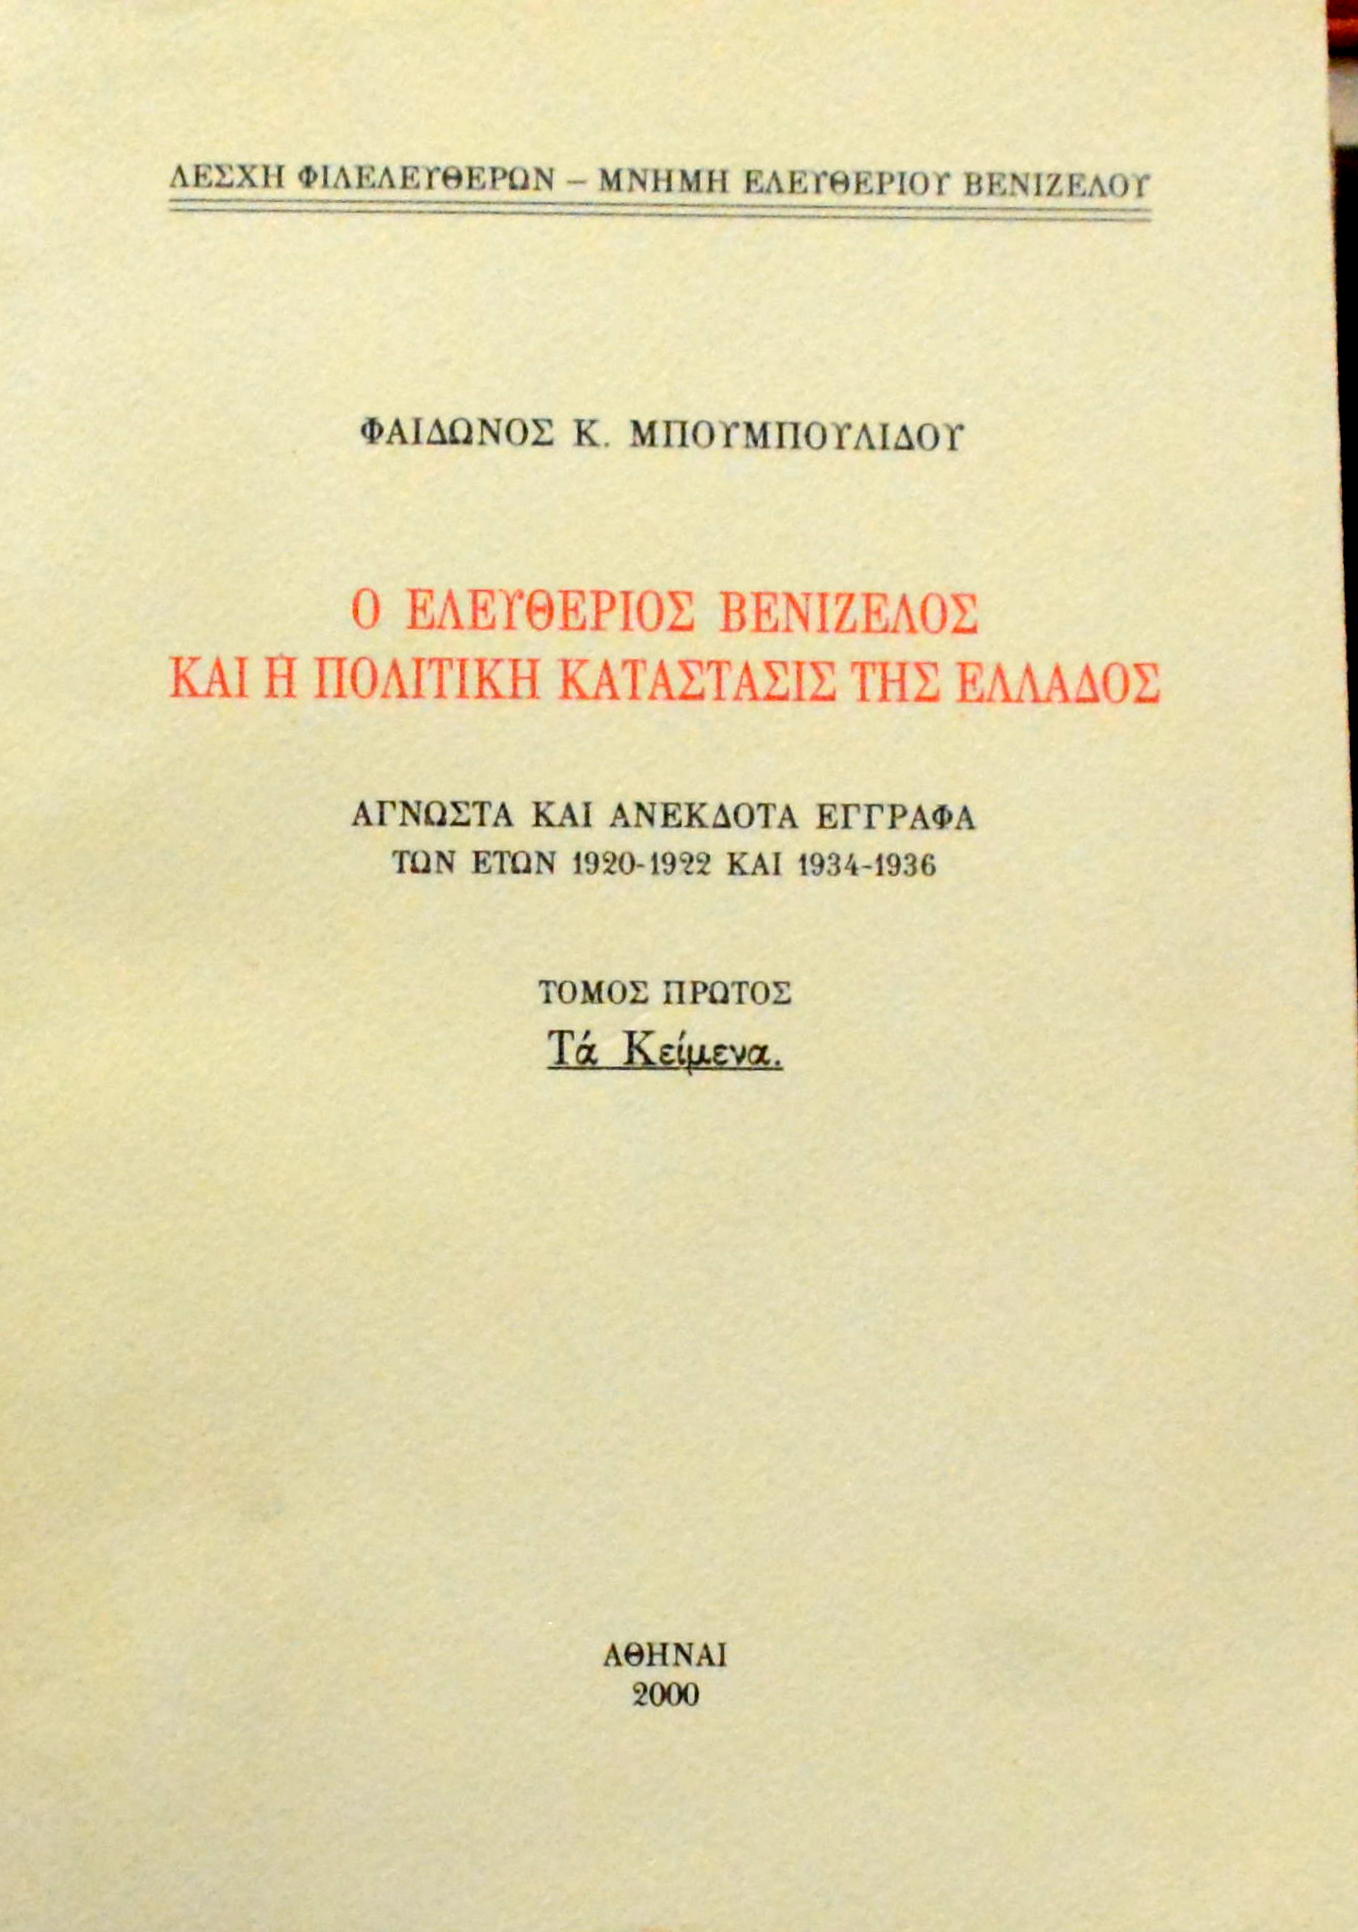 ΛΕΣΧΗ ΦΙΛΕΛΕΥΘΕΡΩΝ – ΜΝΗΜΗ ΕΛΕΥΘΕΡΙΟΥ ΒΕΝΙΖΕΛΟΥ
ΦΑΙΔΩΝΟΣ Κ. ΜΠΟΥΜΠΟΥΛΙΔΟΥ
Ο ΕΛΕΥΘΕΡΙΟΣ ΒΕΝΙΖΕΛΟΣ
ΚΑΙ Η ΠΟΛΙΤΙΚΗ ΚΑΤΑΣΤΑΣΙΣ ΤΗΣ ΕΛΛΑΔΟΣ
ΑΓΝΩΣΤΑ ΚΑΙ ΑΝΕΚΔΟΤΑ ΕΓΓΡΑΦΑ
ΤΩΝ ΕΤΩΝ 1920-1922 ΚΑΙ 1934-1936
ΤΟΜΟΣ ΠΡΩΤΟΣ
Τά Κείμενα.
ΑΘΗΝΑΙ
2000